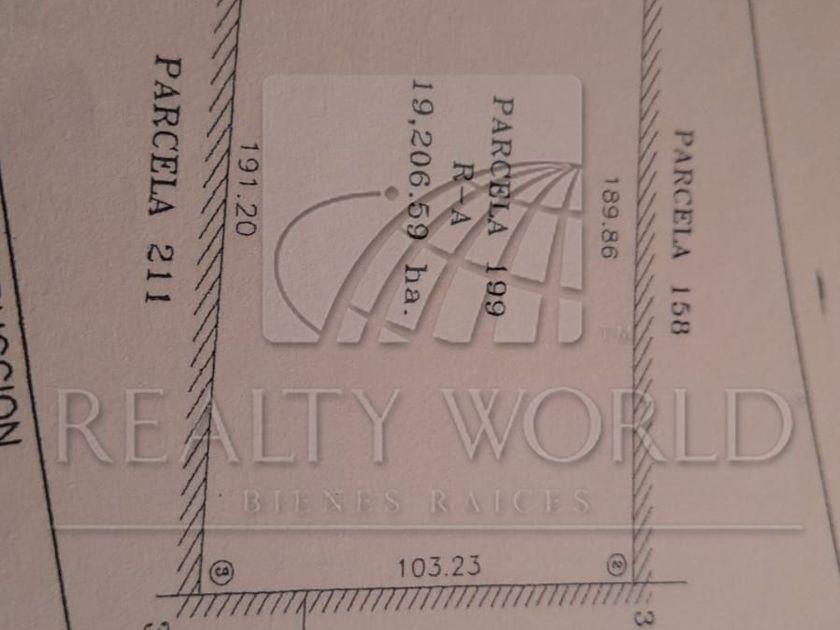 PARCELA 158
189.86
PARCELA 199
R-A
19,206.59 ha.
191.20
PARCELA 211
TM
REALTY WORLD
BIENES RAICES
103.23
3
2
3